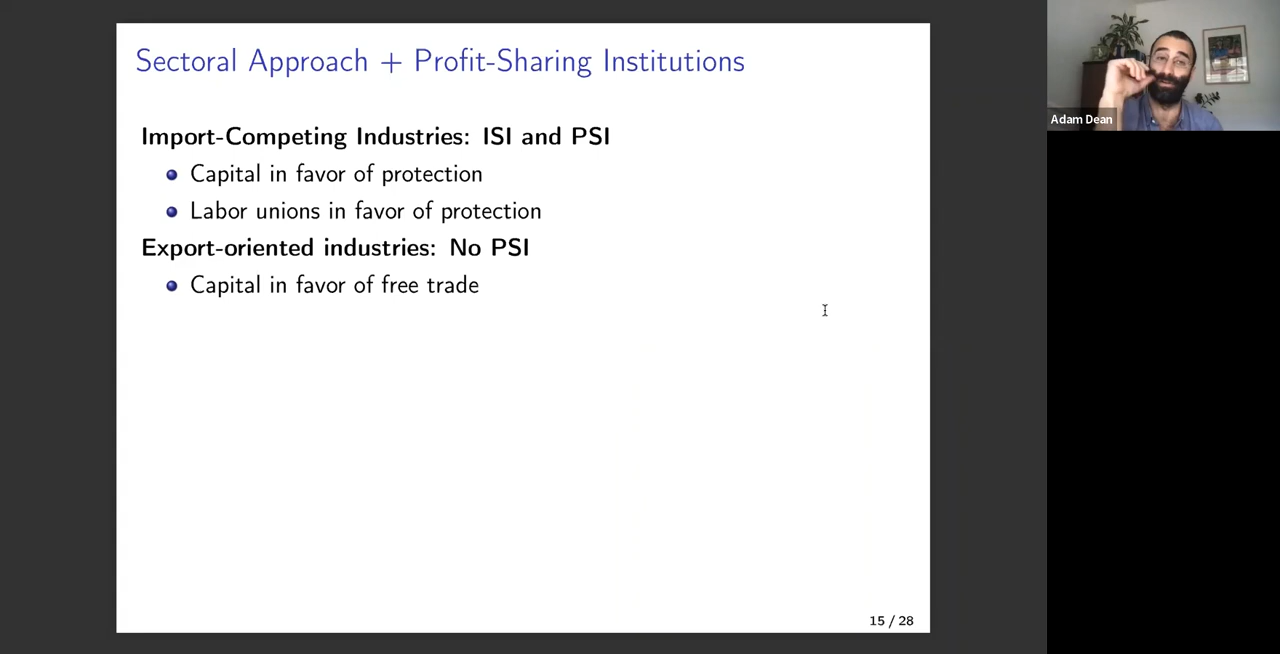 Sectoral Approach + Profit-Sharing Institutions
Import-Competing Industries: ISI and PSI
Capital in favor of protection
Labor unions in favor of protection
Export-oriented industries: No PSI
Capital in favor of free trade
15 / 28
Adam Dean